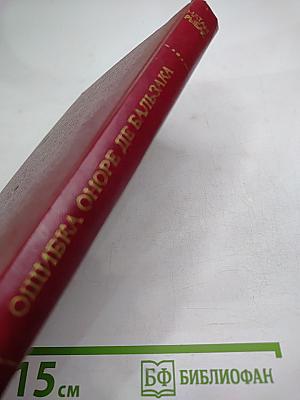 ОШИБКА ОНОРЕ ДЕ БАЛЬЗАКА
15 см
БФ БИБЛИОФАН